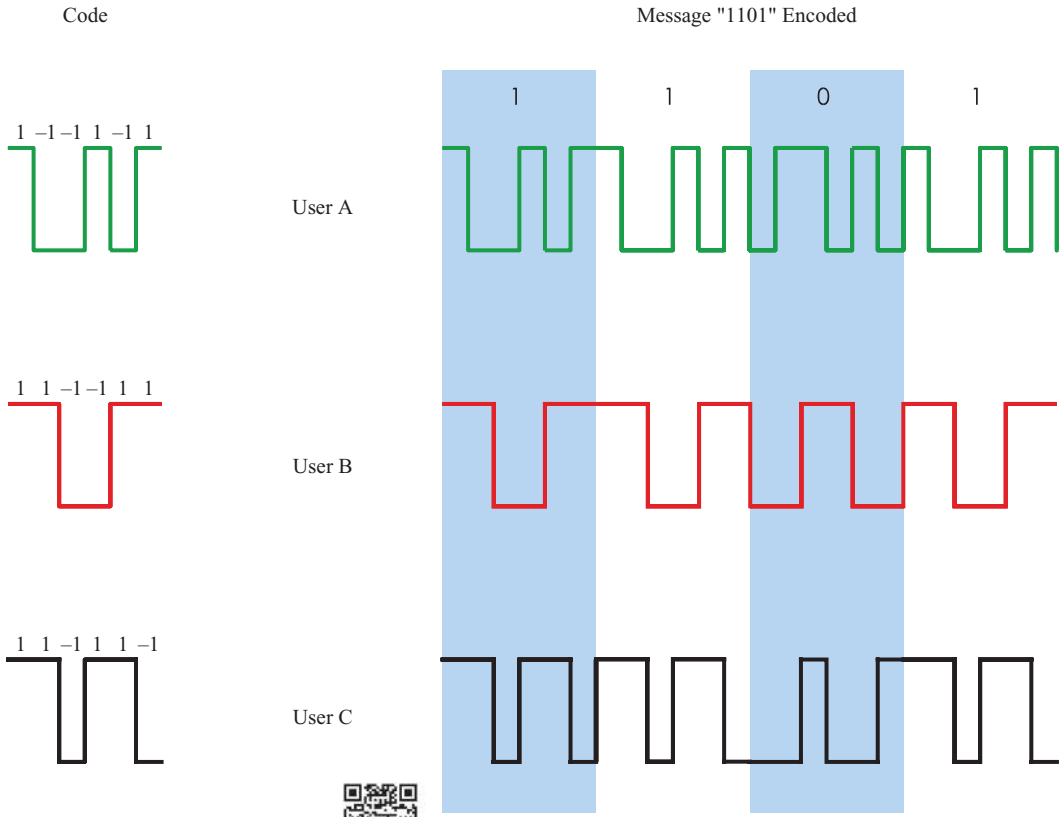 Code
Message "1101" Encoded
1 1 0 1
1 –1 –1 1 –1 1
User A
1 1 –1 –1 1 1
User B
1 1 –1 1 1 –1
User C